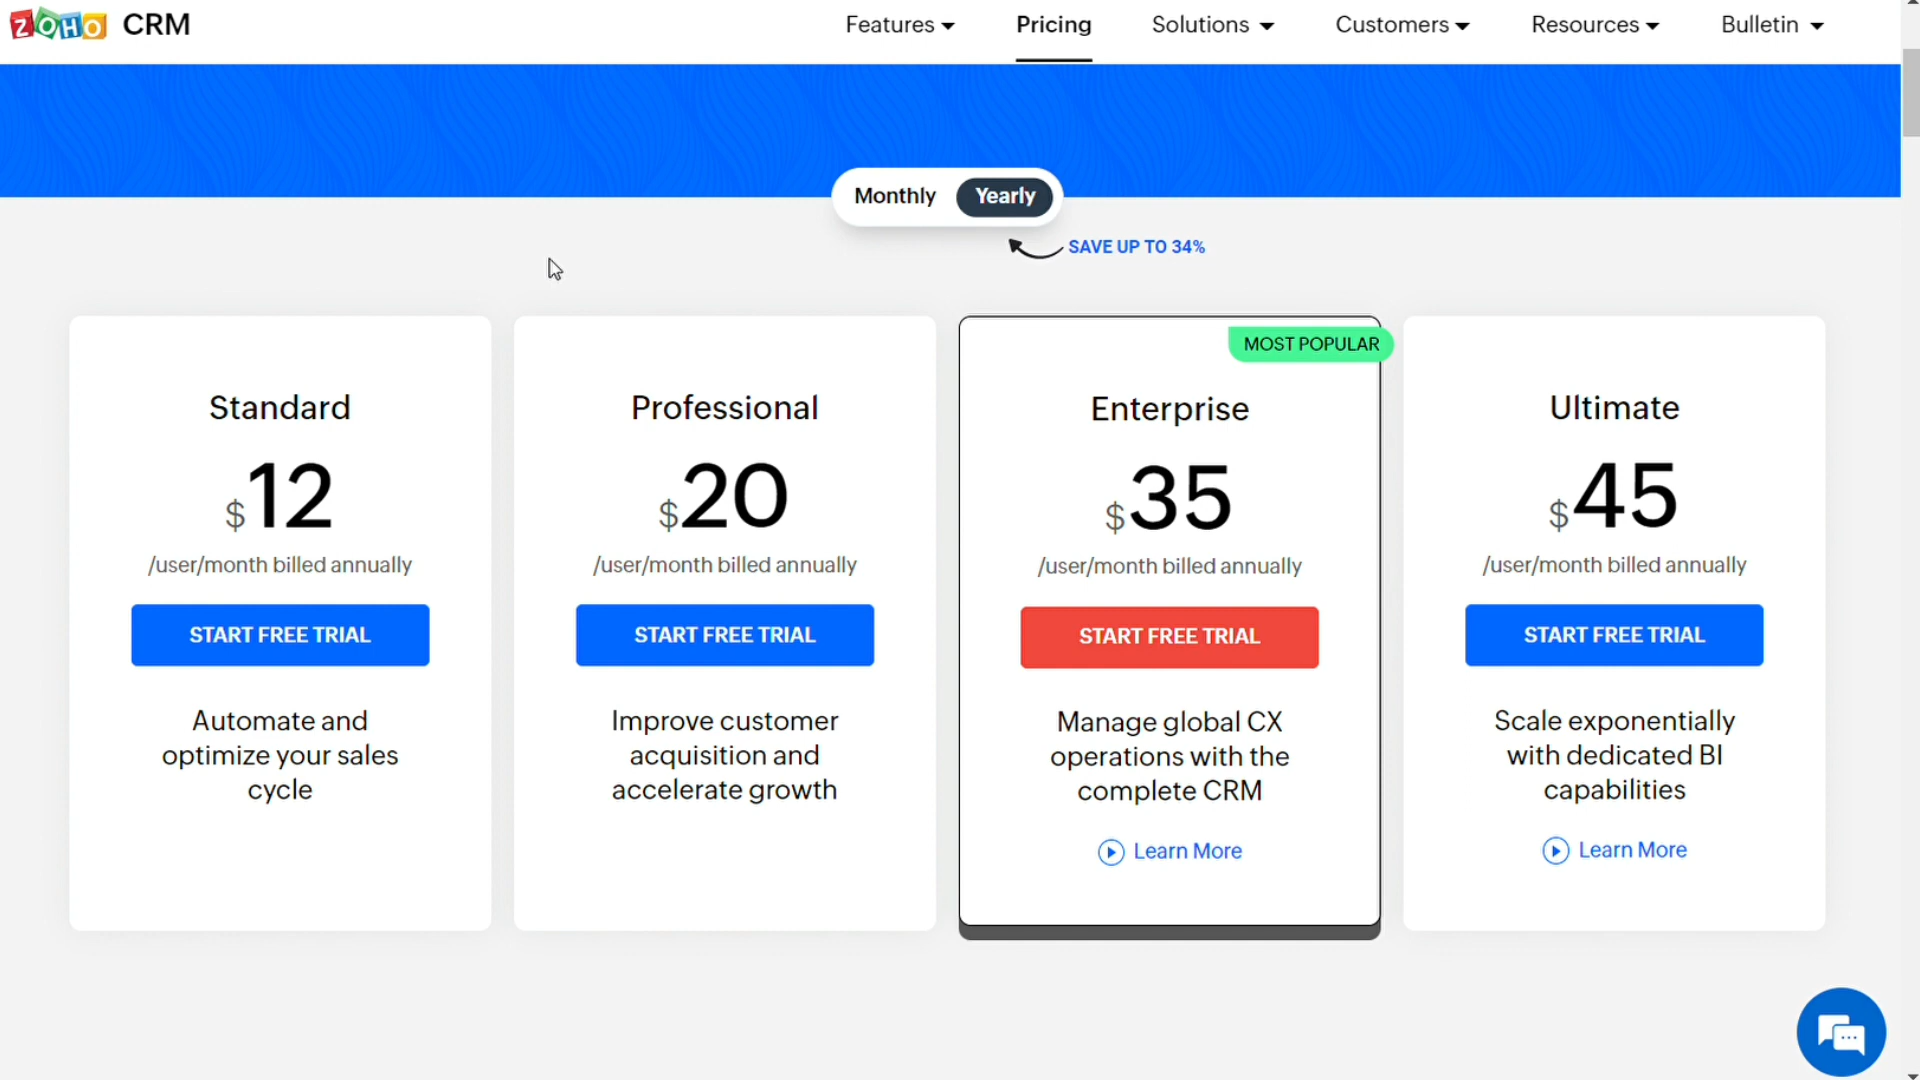 ZOHO CRM Features Pricing Solutions Customers Resources Bulletin
Monthly Yearly
SAVE UP TO 34%
MOST POPULAR
Standard
$12
/user/month billed annually
START FREE TRIAL
Automate and
optimize your sales
cycle
Professional
$20
/user/month billed annually
START FREE TRIAL
Improve customer
acquisition and
accelerate growth
Enterprise
$35
/user/month billed annually
START FREE TRIAL
Manage global CX
operations with the
complete CRM
Learn More
Ultimate
$45
/user/month billed annually
START FREE TRIAL
Scale exponentially
with dedicated BI
capabilities
Learn More